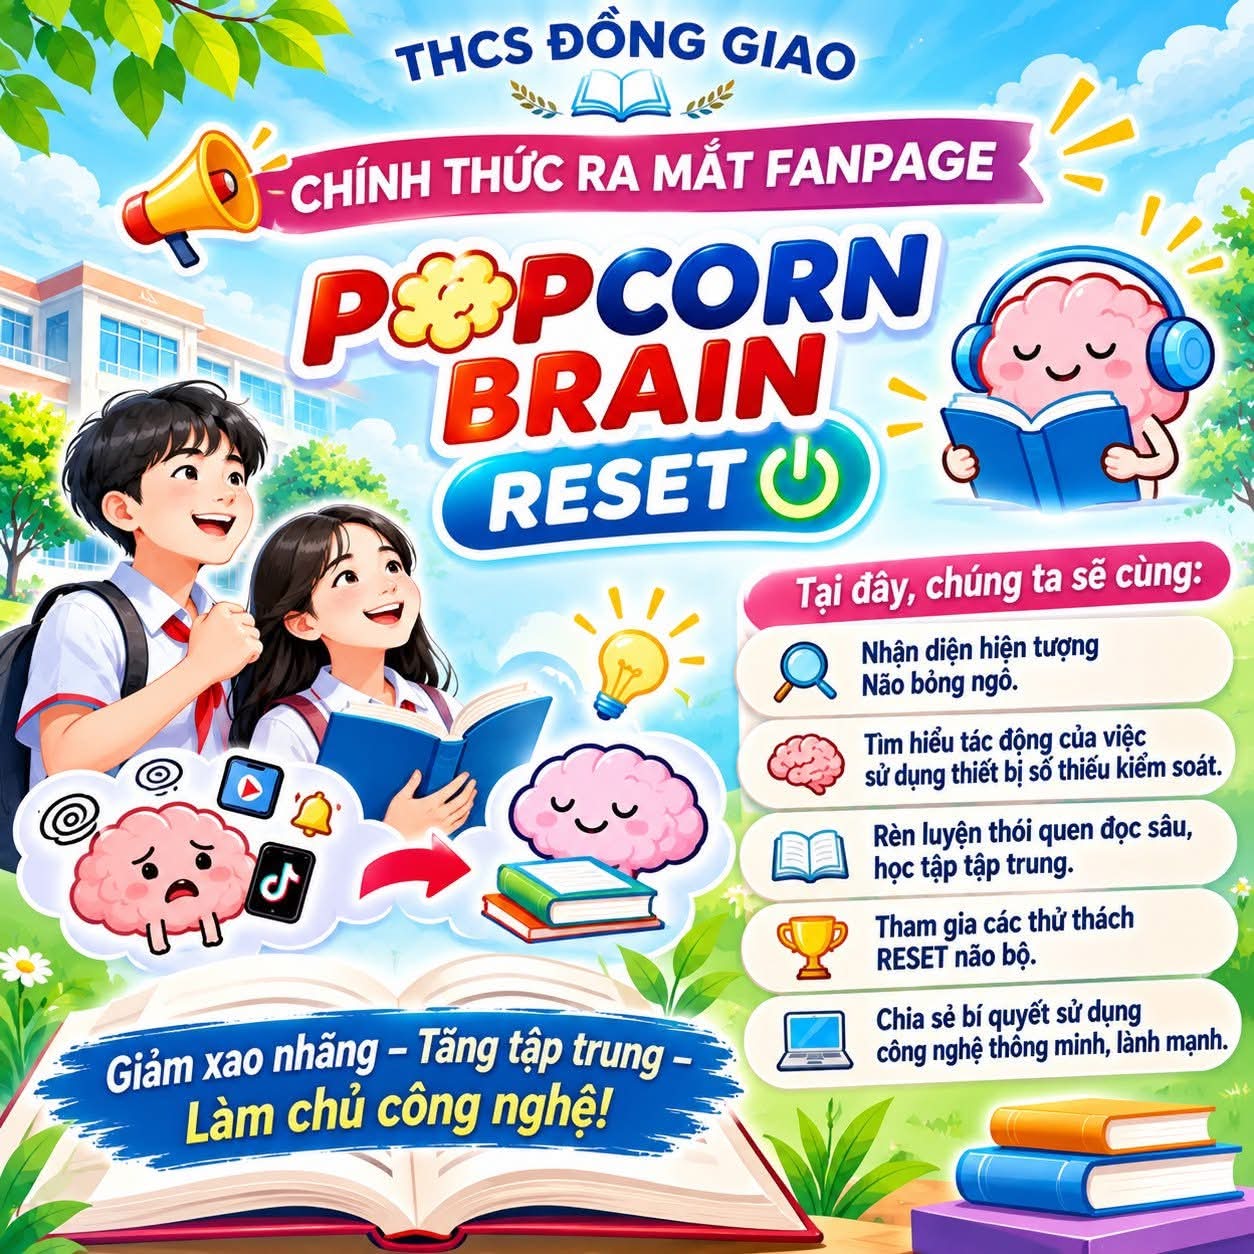 THCS ĐỒNG GIAO
CHÍNH THỨC RA MẮT FANPAGE
POPCORN
BRAIN
RESET
Tại đây, chúng ta sẽ cùng:
Nhận diện hiện tượng
Não bỏng ngô.
Tìm hiểu tác động của việc
sử dụng thiết bị số thiếu kiểm soát.
Rèn luyện thói quen đọc sâu,
học tập tập trung.
Tham gia các thử thách
RESET não bộ.
Chia sẻ bí quyết sử dụng
công nghệ thông minh, lành mạnh.
Giảm xao nhãng – Tăng tập trung –
Làm chủ công nghệ!